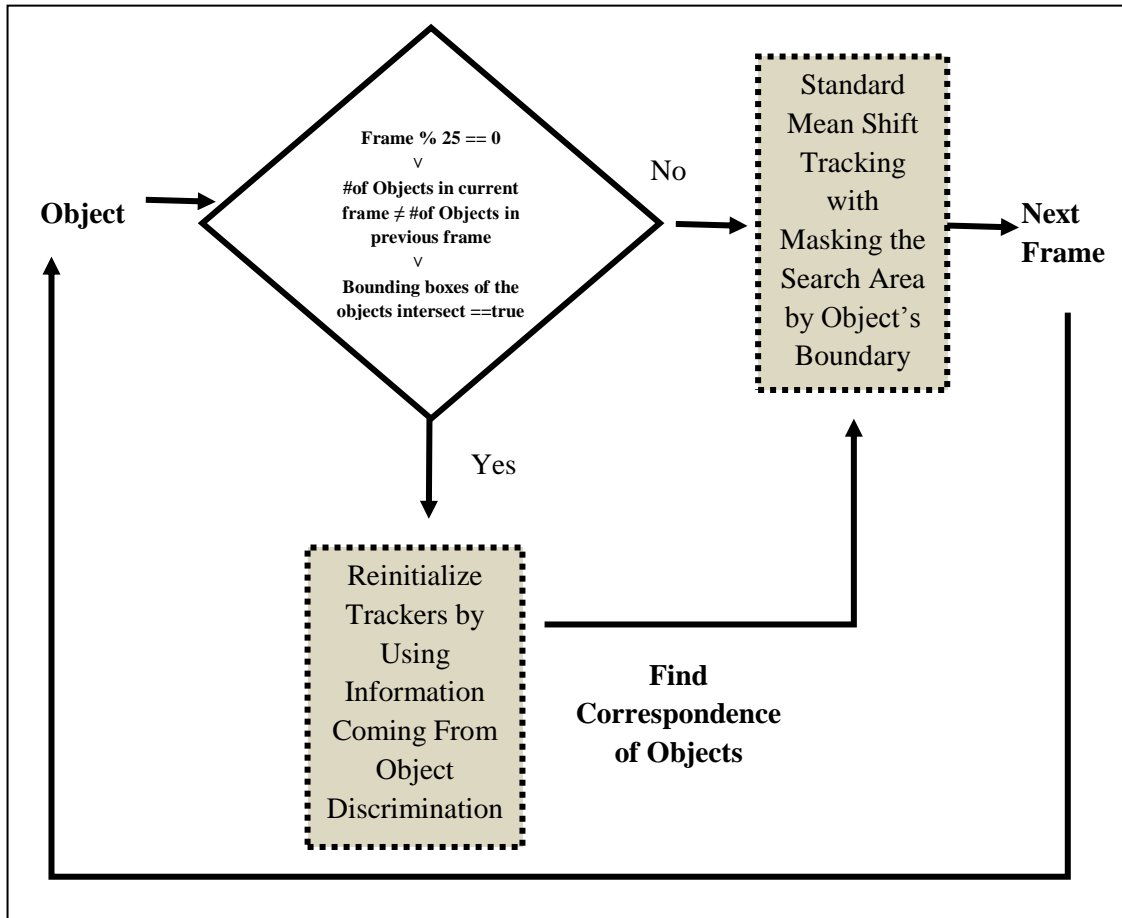 Object
Frame % 25 == 0
∨
#of Objects in current
frame ≠ #of Objects in
previous frame
∨
Bounding boxes of the
objects intersect ==true
No
Yes
Standard
Mean Shift
Tracking
with
Masking the
Search Area
by Object’s
Boundary
Next
Frame
Reinitialize
Trackers by
Using
Information
Coming From
Object
Discrimination
Find
Correspondence
of Objects